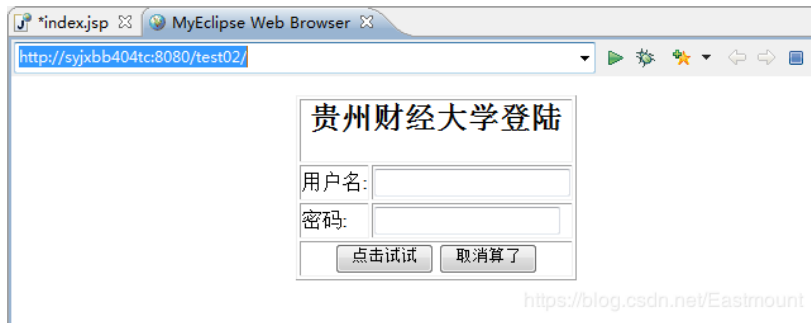 *index.jsp MyEclipse Web Browser
http://syjxbb404tc:8080/test02/
贵州财经大学登陆
用户名:
密码:
点击试试 取消算了
https://blog.csdn.net/Eastmount